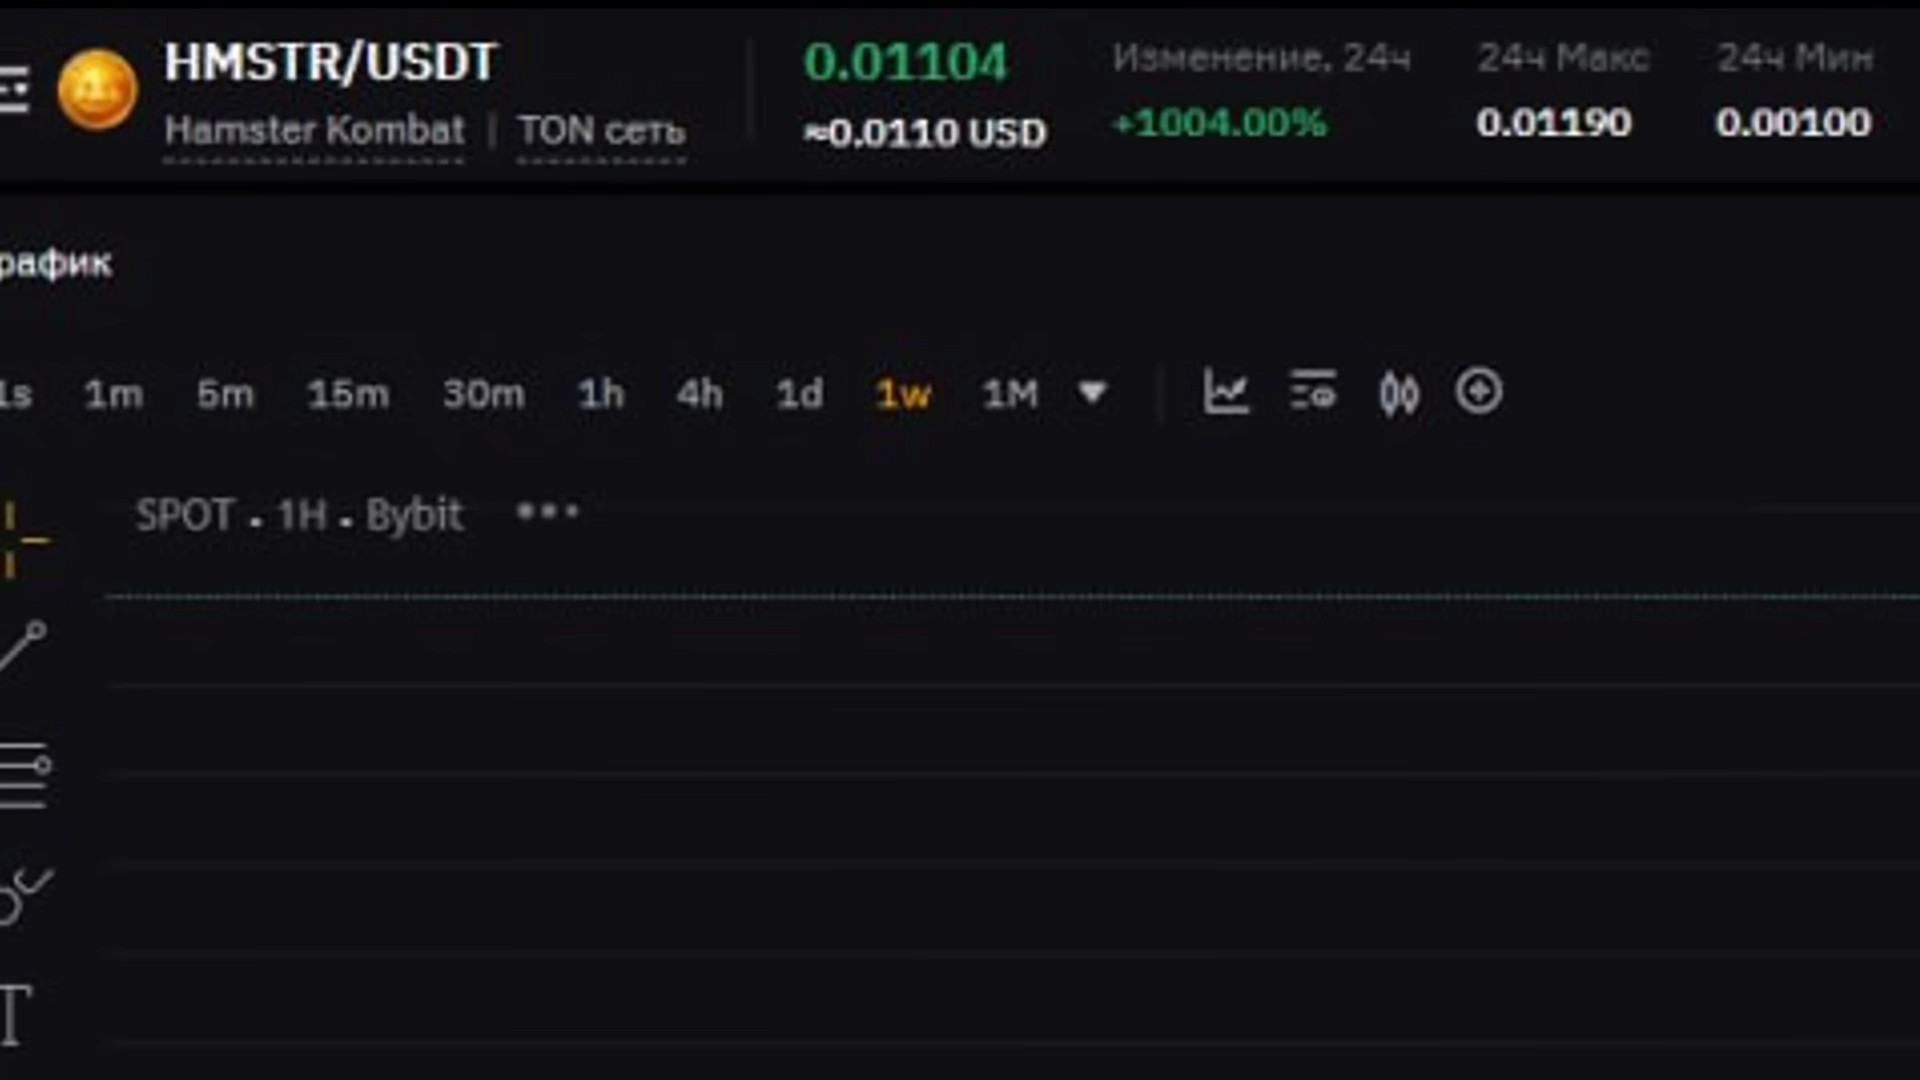 HMSTR/USDT
Hamster Kombat | TON сеть
0.01104
≈0.0110 USD
Изменение, 24ч
+1004.00%
24ч Макс
0.01190
24ч Мин
0.00100
рафик
1s 1m 5m 15m 30m 1h 4h 1d 1w 1M
SPOT . 1H . Bybit ...
T